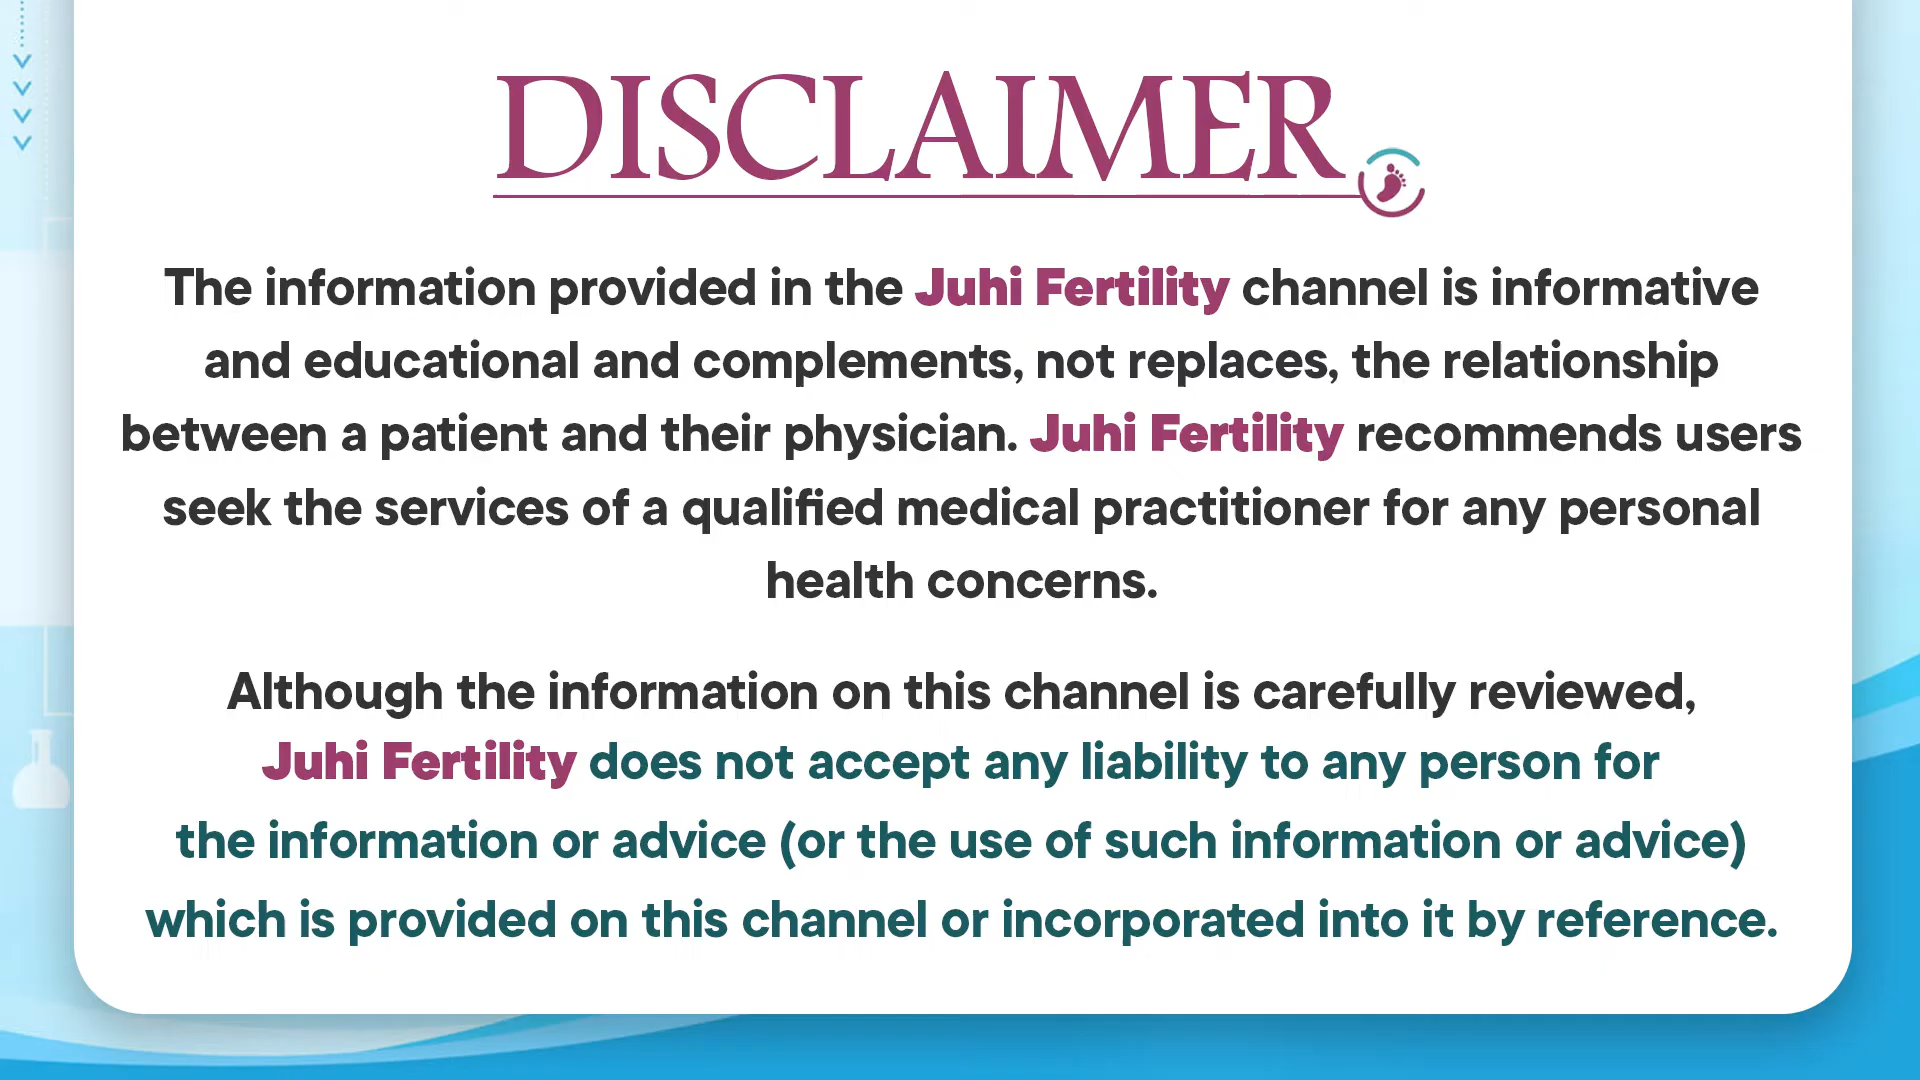 DISCLAIMER
The information provided in the Juhi Fertility channel is informative
and educational and complements, not replaces, the relationship
between a patient and their physician. Juhi Fertility recommends users
seek the services of a qualified medical practitioner for any personal
health concerns.
Although the information on this channel is carefully reviewed,
Juhi Fertility does not accept any liability to any person for
the information or advice (or the use of such information or advice)
which is provided on this channel or incorporated into it by reference.